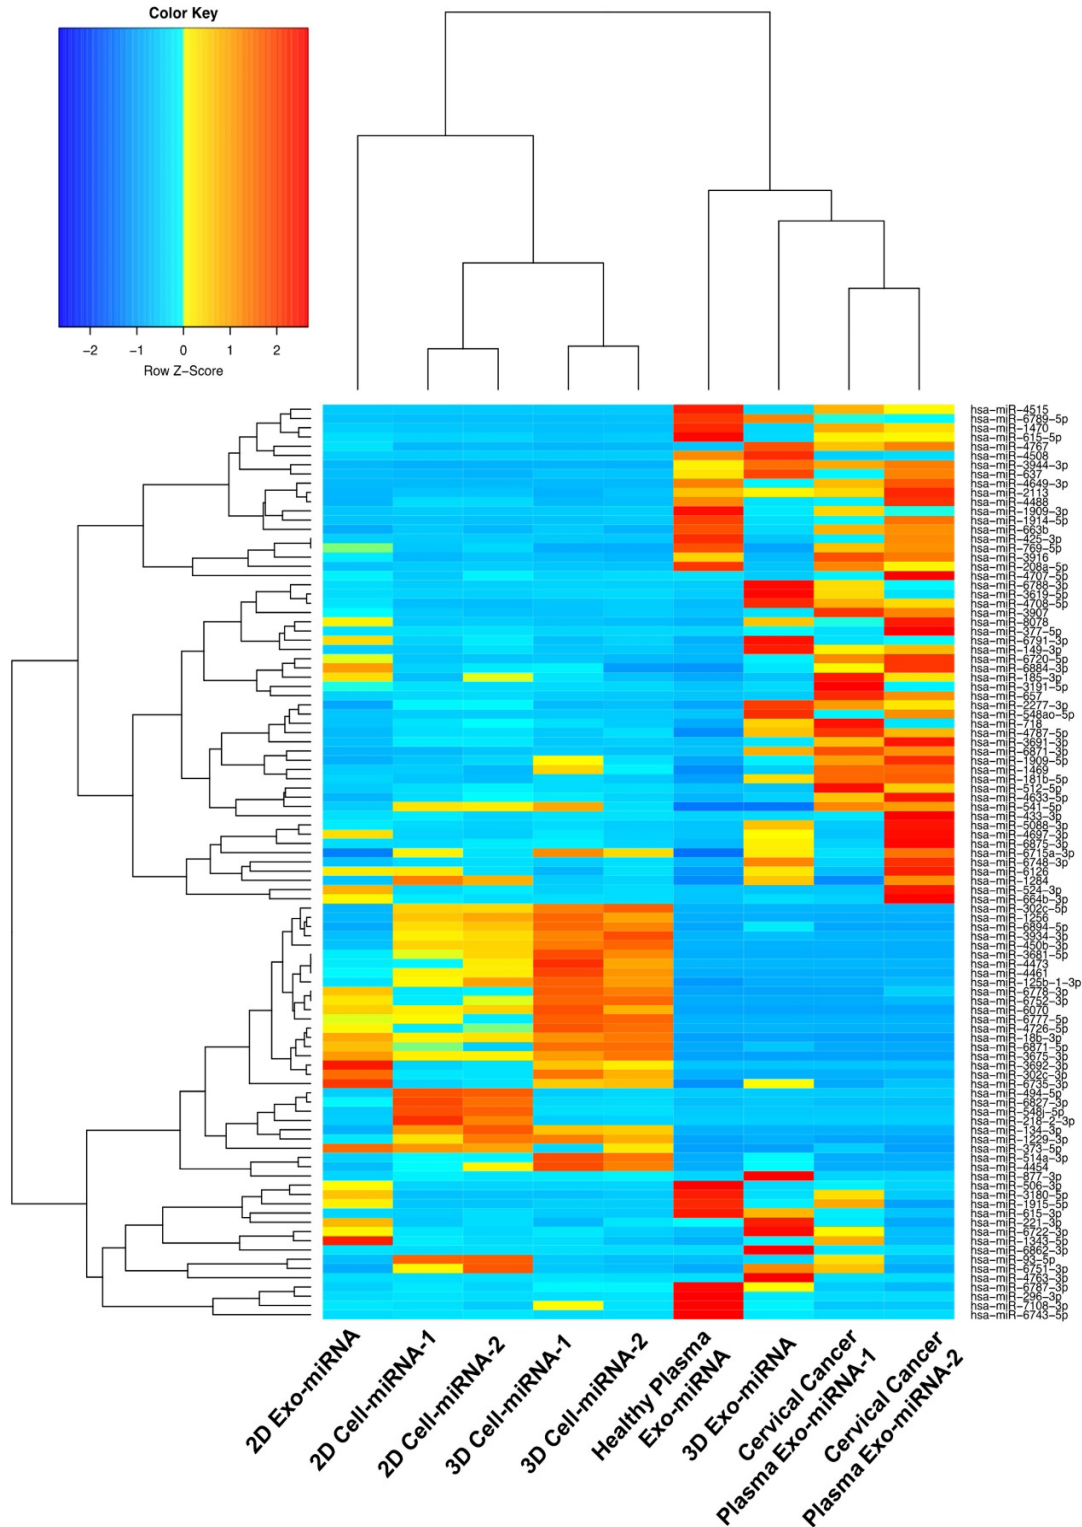 Color Key
−2 −1 0 1 2
Row Z−Score
hsa−miR−4515
hsa−miR−6789−5p
hsa−miR−1470
hsa−miR−615−5p
hsa−miR−4767
hsa−miR−4508
hsa−miR−3944−3p
hsa−miR−637
hsa−miR−4649−3p
hsa−miR−2113
hsa−miR−4488
hsa−miR−1909−3p
hsa−miR−1914−5p
hsa−miR−663b
hsa−miR−425−3p
hsa−miR−769−5p
hsa−miR−3916
hsa−miR−208a−5p
hsa−miR−4707−5p
hsa−miR−6788−3p
hsa−miR−3619−5p
hsa−miR−4708−5p
hsa−miR−3907
hsa−miR−8078
hsa−miR−377−5p
hsa−miR−6791−3p
hsa−miR−149−3p
hsa−miR−6720−5p
hsa−miR−6884−3p
hsa−miR−185−3p
hsa−miR−3191−5p
hsa−miR−657
hsa−miR−2277−3p
hsa−miR−548ao−5p
hsa−miR−718
hsa−miR−4787−5p
hsa−miR−3691−3p
hsa−miR−6871−3p
hsa−miR−1909−5p
hsa−miR−1469
hsa−miR−181b−5p
hsa−miR−512−5p
hsa−miR−4633−5p
hsa−miR−541−5p
hsa−miR−433−3p
hsa−miR−5088−3p
hsa−miR−4697−3p
hsa−miR−6875−3p
hsa−miR−6715a−3p
hsa−miR−6748−3p
hsa−miR−6126
hsa−miR−1284
hsa−miR−524−3p
hsa−miR−664b−3p
hsa−miR−302c−5p
hsa−miR−1256
hsa−miR−6894−5p
hsa−miR−3934−3p
hsa−miR−450b−3p
hsa−miR−3681−5p
hsa−miR−4473
hsa−miR−4461
hsa−miR−125b−1−3p
hsa−miR−6778−3p
hsa−miR−6752−3p
hsa−miR−6070
hsa−miR−6777−5p
hsa−miR−4726−5p
hsa−miR−18b−3p
hsa−miR−6871−5p
hsa−miR−3675−3p
hsa−miR−3692−3p
hsa−miR−302c−3p
hsa−miR−6735−3p
hsa−miR−494−5p
hsa−miR−6827−3p
hsa−miR−548j−5p
hsa−miR−218−2−3p
hsa−miR−134−3p
hsa−miR−1229−3p
hsa−miR−373−5p
hsa−miR−514a−3p
hsa−miR−4454
hsa−miR−877−3p
hsa−miR−506−3p
hsa−miR−3180−5p
hsa−miR−1915−5p
hsa−miR−615−3p
hsa−miR−221−3p
hsa−miR−6722−3p
hsa−miR−1343−5p
hsa−miR−6862−3p
hsa−miR−93−5p
hsa−miR−6751−3p
hsa−miR−4763−3p
hsa−miR−6787−3p
hsa−miR−296−3p
hsa−miR−7108−3p
hsa−miR−6743−5p
2D Exo-miRNA
2D Cell-miRNA-1
2D Cell-miRNA-2
3D Cell-miRNA-1
3D Cell-miRNA-2
Healthy Plasma
Exo-miRNA
3D Exo-miRNA
Cervical Cancer
Plasma Exo-miRNA-1
Cervical Cancer
Plasma Exo-miRNA-2